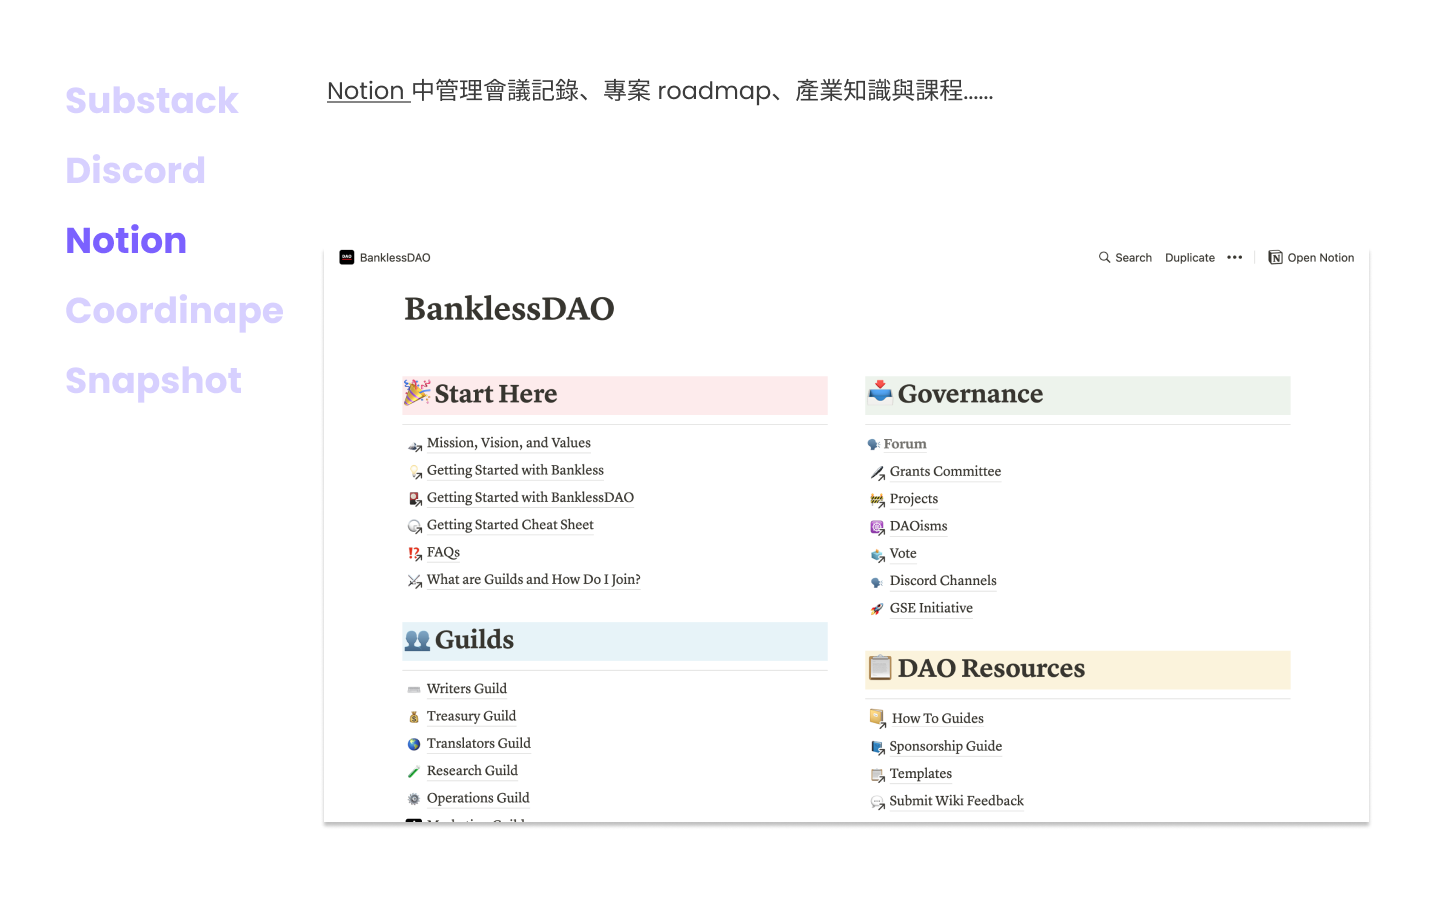 Substack
Discord
Notion
Coordinape
Snapshot
Notion 中管理會議記錄、專案 roadmap、產業知識與課程......
BanklessDAO
Search Duplicate ••• Open Notion
BanklessDAO
Start Here
Mission, Vision, and Values
Getting Started with Bankless
Getting Started with BanklessDAO
Getting Started Cheat Sheet
FAQs
What are Guilds and How Do I Join?
Guilds
Writers Guild
Treasury Guild
Translators Guild
Research Guild
Operations Guild
Governance
Forum
Grants Committee
Projects
DAOisms
Vote
Discord Channels
GSE Initiative
DAO Resources
How To Guides
Sponsorship Guide
Templates
Submit Wiki Feedback